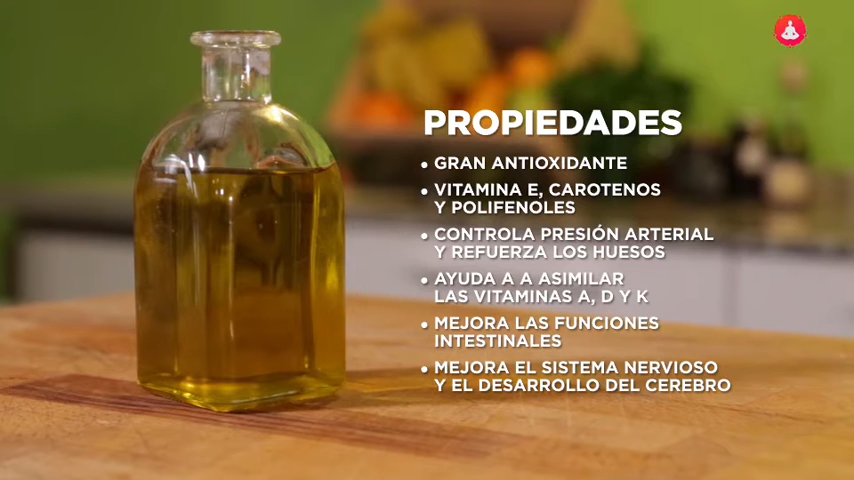 PROPIEDADES
• GRAN ANTIOXIDANTE
• VITAMINA E, CAROTENOS
Y POLIFENOLES
• CONTROLA PRESIÓN ARTERIAL
Y REFUERZA LOS HUESOS
• AYUDA A A ASIMILAR
LAS VITAMINAS A, D Y K
• MEJORA LAS FUNCIONES
INTESTINALES
• MEJORA EL SISTEMA NERVIOSO
Y EL DESARROLLO DEL CEREBRO